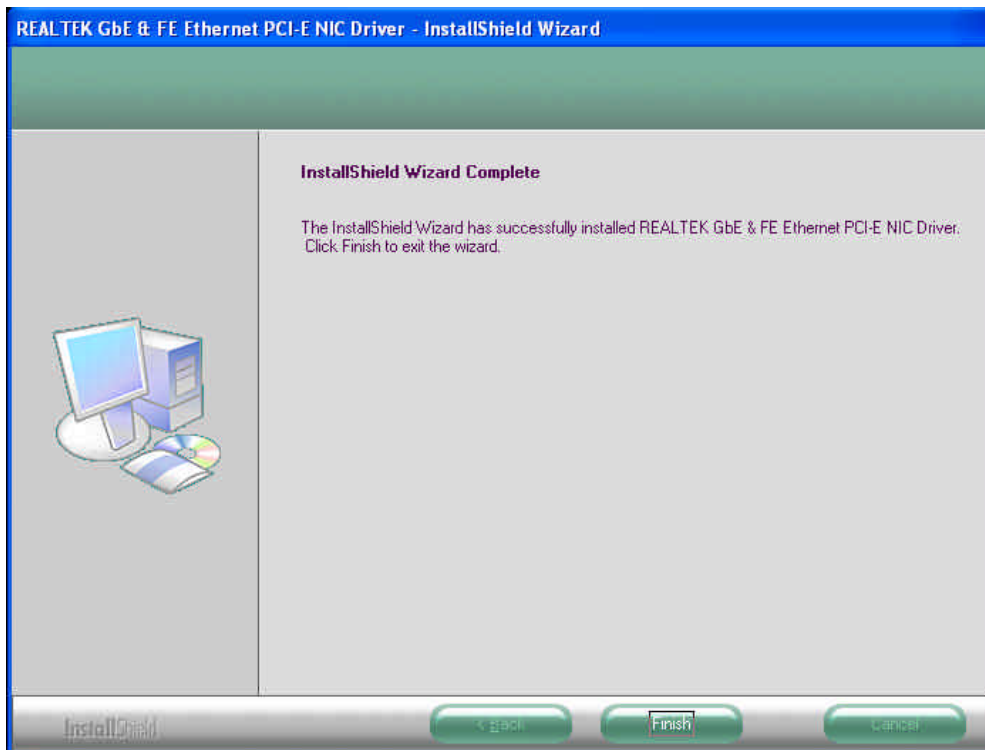 REALTEK GbE & FE Ethernet PCI-E NIC Driver - InstallShield Wizard
InstallShield Wizard Complete
The InstallShield Wizard has successfully installed REALTEK GbE & FE Ethernet PCI-E NIC Driver.
Click Finish to exit the wizard.
InstallShield
< Back
Finish
Cancel